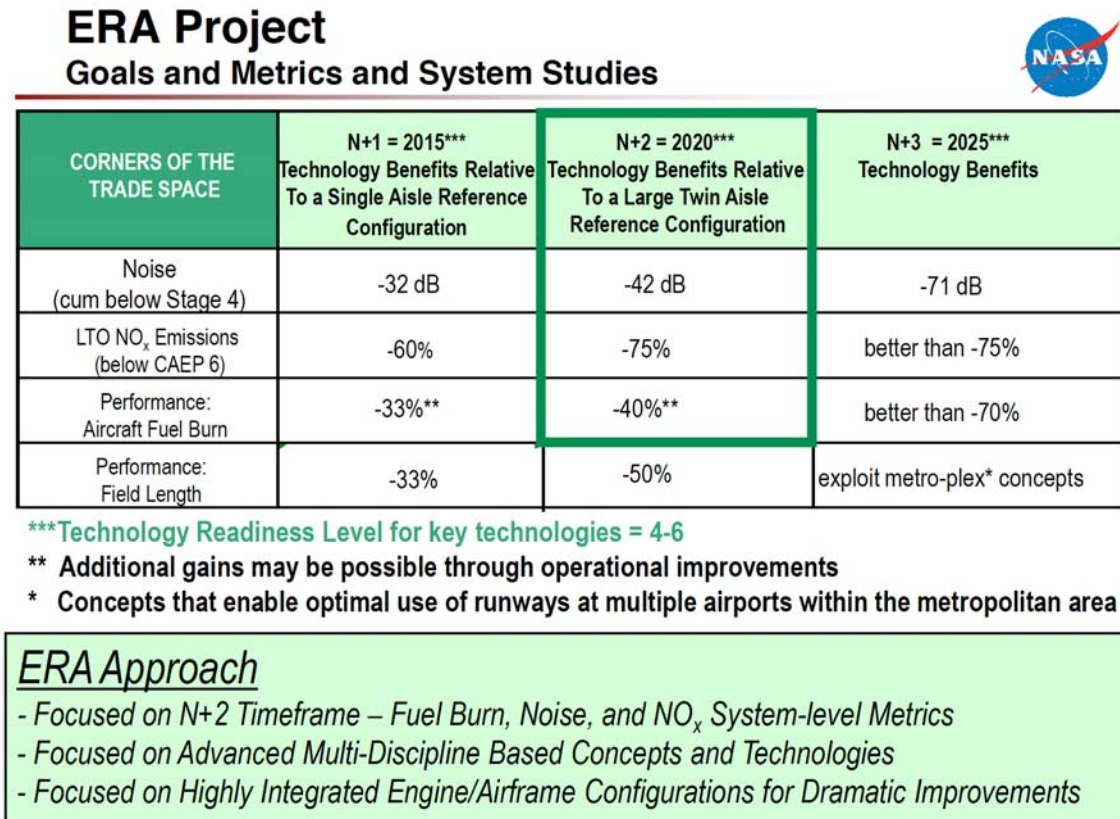 ERA Project
Goals and Metrics and System Studies
NASA
CORNERS OF THE
TRADE SPACE
N+1 = 2015***
Technology Benefits Relative
To a Single Aisle Reference
Configuration
N+2 = 2020***
Technology Benefits Relative
To a Large Twin Aisle
Reference Configuration
N+3 = 2025***
Technology Benefits
Noise
(cum below Stage 4)
-32 dB
-42 dB
-71 dB
LTO NOx Emissions
(below CAEP 6)
-60%
-75%
better than -75%
Performance:
Aircraft Fuel Burn
-33%**
-40%**
better than -70%
Performance:
Field Length
-33%
-50%
exploit metro-plex* concepts
***Technology Readiness Level for key technologies = 4-6
** Additional gains may be possible through operational improvements
* Concepts that enable optimal use of runways at multiple airports within the metropolitan area
ERA Approach
- Focused on N+2 Timeframe – Fuel Burn, Noise, and NOx System-level Metrics
- Focused on Advanced Multi-Discipline Based Concepts and Technologies
- Focused on Highly Integrated Engine/Airframe Configurations for Dramatic Improvements